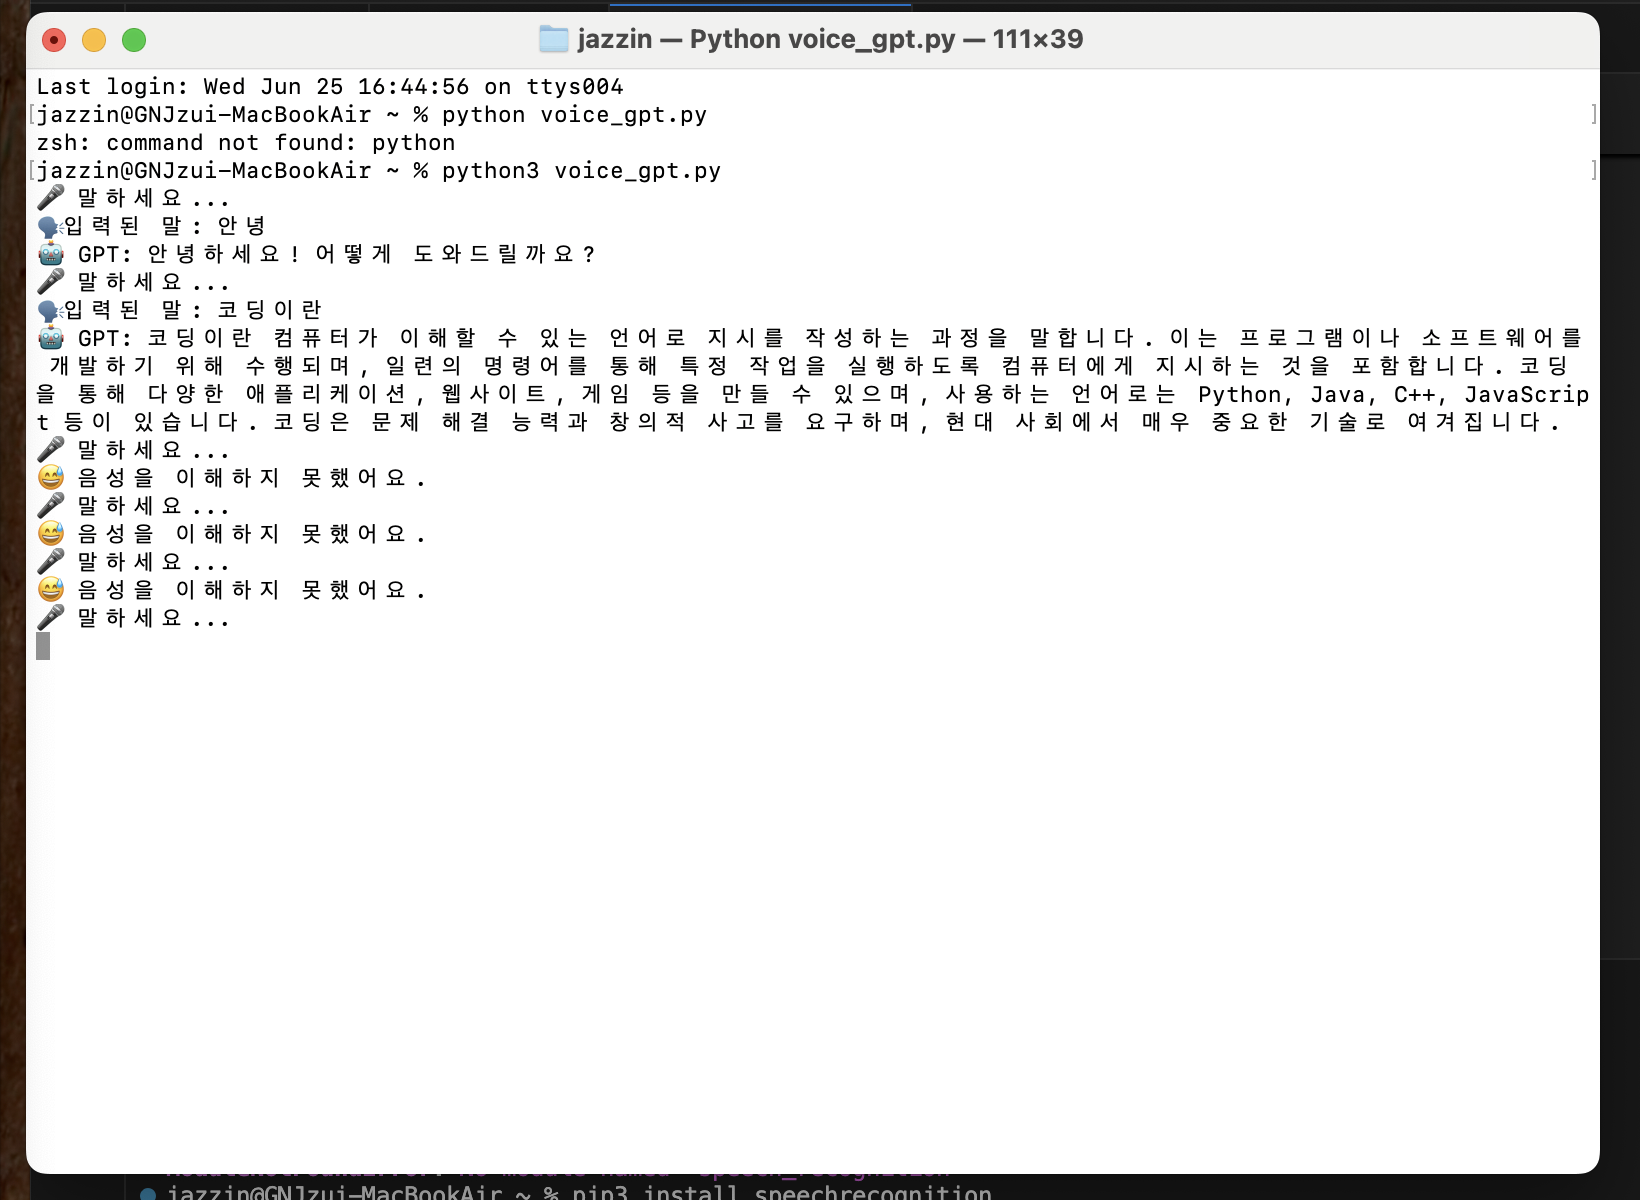 jazzin — Python voice_gpt.py — 111×39
Last login: Wed Jun 25 16:44:56 on ttys004
[jazzin@GNJzui-MacBookAir ~ % python voice_gpt.py ]
zsh: command not found: python
[jazzin@GNJzui-MacBookAir ~ % python3 voice_gpt.py ]
🎤 말하세요...
🗣️입력된 말: 안녕
🤖 GPT: 안녕하세요! 어떻게 도와드릴까요?
🎤 말하세요...
🗣️입력된 말: 코딩이란
🤖 GPT: 코딩이란 컴퓨터가 이해할 수 있는 언어로 지시를 작성하는 과정을 말합니다. 이는 프로그램이나 소프트웨어를
개발하기 위해 수행되며, 일련의 명령어를 통해 특정 작업을 실행하도록 컴퓨터에게 지시하는 것을 포함합니다. 코딩
을 통해 다양한 애플리케이션, 웹사이트, 게임 등을 만들 수 있으며, 사용하는 언어로는 Python, Java, C++, JavaScrip
t 등이 있습니다. 코딩은 문제 해결 능력과 창의적 사고를 요구하며, 현대 사회에서 매우 중요한 기술로 여겨집니다.
🎤 말하세요...
😅 음성을 이해하지 못했어요.
🎤 말하세요...
😅 음성을 이해하지 못했어요.
🎤 말하세요...
😅 음성을 이해하지 못했어요.
🎤 말하세요...
jazzin@GNJzui-MacBookAir ~ % pip3 install speechrecognition